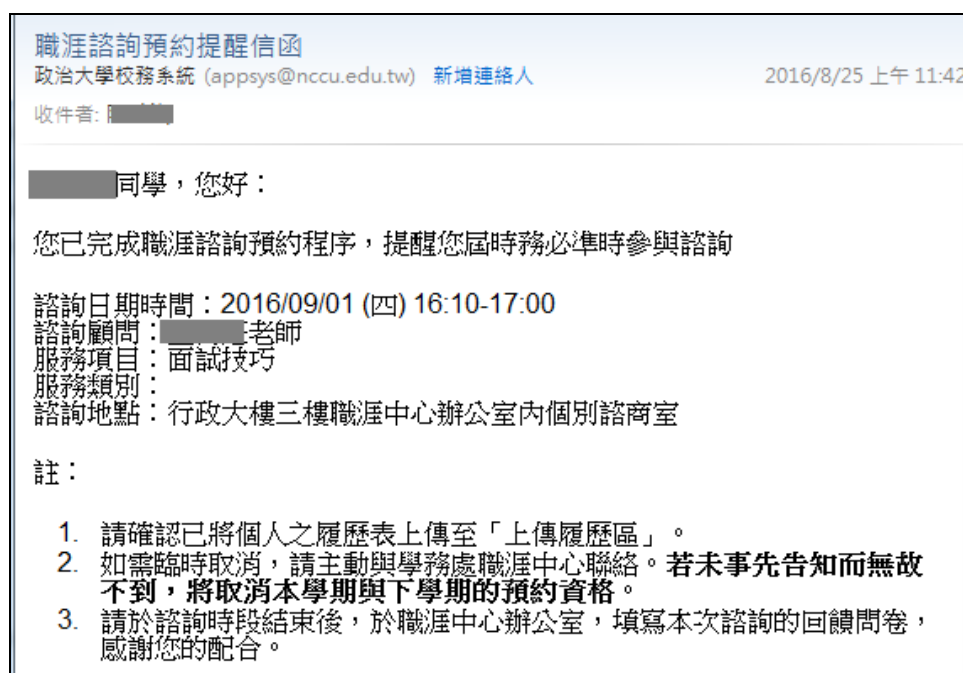 職涯諮詢預約提醒信函
政治大學校務系統 (appsys@nccu.edu.tw) 新增連絡人 2016/8/25 上午 11:42
收件者:
同學，您好：
您已完成職涯諮詢預約程序，提醒您屆時務必準時參與諮詢
諮詢日期時間：2016/09/01 (四) 16:10-17:00
諮詢顧問：老師
服務項目：面試技巧
服務類別：
諮詢地點：行政大樓三樓職涯中心辦公室內個別諮商室
註：
1. 請確認已將個人之履歷表上傳至「上傳履歷區」。
2. 如需臨時取消，請主動與學務處職涯中心聯絡。若未事先告知而無故
不到，將取消本學期與下學期的預約資格。
3. 請於諮詢時段結束後，於職涯中心辦公室，填寫本次諮詢的回饋問卷，
感謝您的配合。